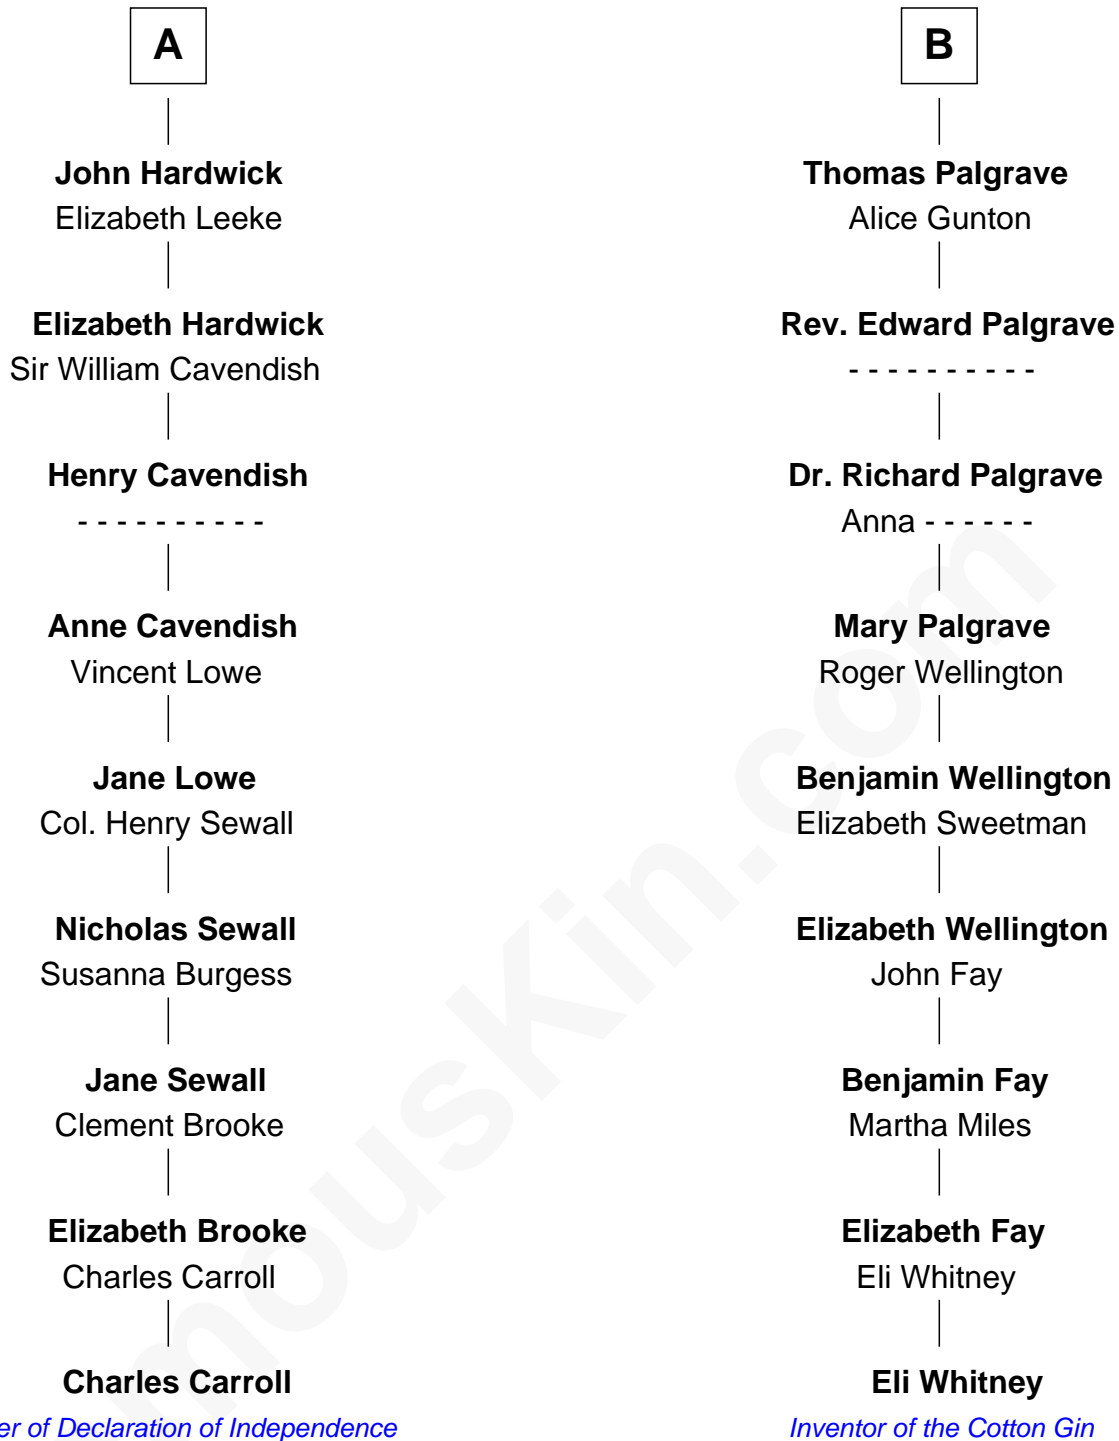 A
John Hardwick
Elizabeth Leeke
Elizabeth Hardwick
Sir William Cavendish
Henry Cavendish
- - - - - - - - - -
Anne Cavendish
Vincent Lowe
Jane Lowe
Col. Henry Sewall
Nicholas Sewall
Susanna Burgess
Jane Sewall
Clement Brooke
Elizabeth Brooke
Charles Carroll
Charles Carroll
er of Declaration of Independence
B
Thomas Palgrave
Alice Gunton
Rev. Edward Palgrave
- - - - - - - - - -
Dr. Richard Palgrave
Anna - - - - - -
Mary Palgrave
Roger Wellington
Benjamin Wellington
Elizabeth Sweetman
Elizabeth Wellington
John Fay
Benjamin Fay
Martha Miles
Elizabeth Fay
Eli Whitney
Eli Whitney
Inventor of the Cotton Gin
mousKin.com